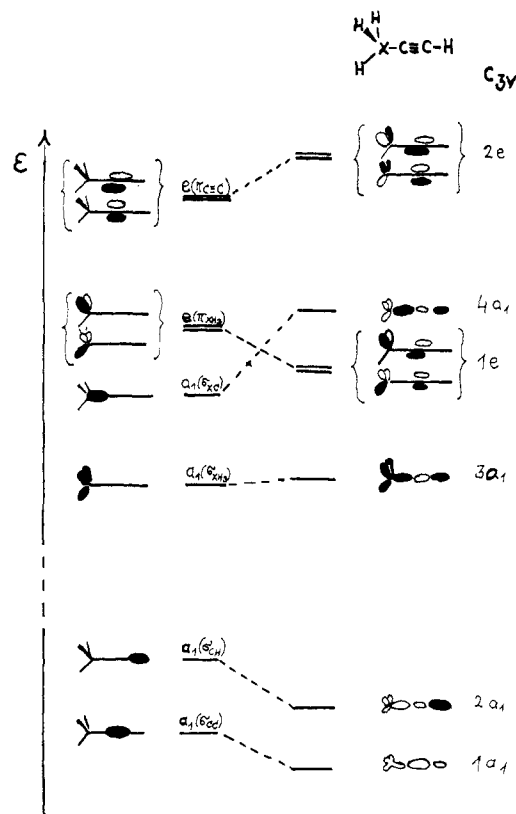 H
H
X-C≡C-H
H
C3v
ε
e(πC≡C)
2e
e(πXH3)
4a1
1e
a1(σXC)
a1(σXH3)
3a1
a1(σCH)
2a1
a1(σCC)
1a1